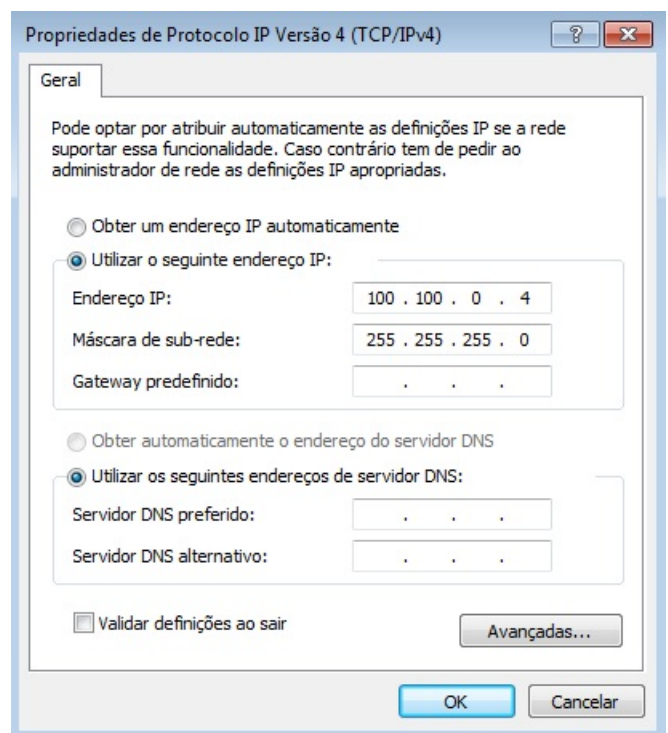 Propriedades de Protocolo IP Versão 4 (TCP/IPv4)
Geral
Pode optar por atribuir automaticamente as definições IP se a rede
suportar essa funcionalidade. Caso contrário tem de pedir ao
administrador de rede as definições IP apropriadas.
Obter um endereço IP automaticamente
Utilizar o seguinte endereço IP:
Endereço IP: 100 . 100 . 0 . 4
Máscara de sub-rede: 255 . 255 . 255 . 0
Gateway predefinido: . . .
Obter automaticamente o endereço do servidor DNS
Utilizar os seguintes endereços de servidor DNS:
Servidor DNS preferido: . . .
Servidor DNS alternativo: . . .
Validar definições ao sair
Avançadas...
OK Cancelar